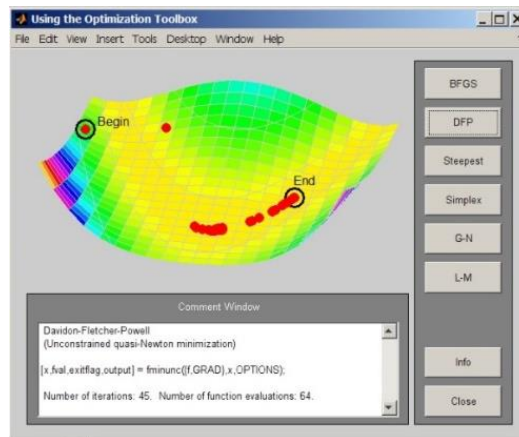 Using the Optimization Toolbox
File Edit View Insert Tools Desktop Window Help
Begin
End
BFGS
DFP
Steepest
Simplex
G-N
L-M
Info
Close
Comment Window
Davidon-Fletcher-Powell
(Unconstrained quasi-Newton minimization)
[x,fval,exitflag,output] = fminunc({f,GRAD},x,OPTIONS);
Number of iterations: 45. Number of function evaluations: 64.